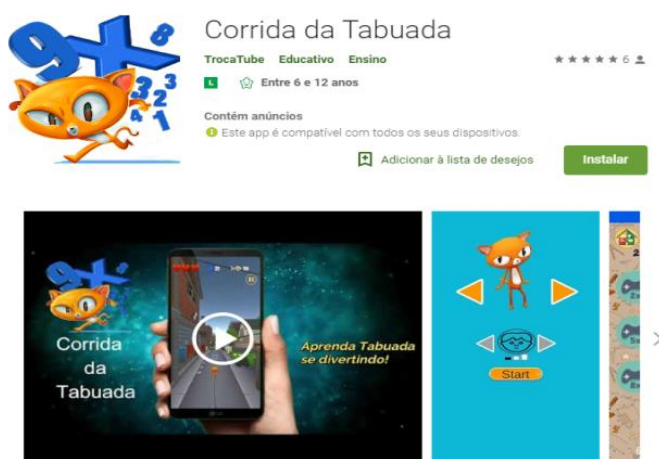 9X 8
3
2
3
4
1
Corrida da Tabuada
TrocaTube Educativo Ensino
6
L Entre 6 e 12 anos
Contém anúncios
Este app é compatível com todos os seus dispositivos.
Adicionar à lista de desejos
Instalar
9X
Corrida
da
Tabuada
Aprenda Tabuada
se divertindo!
Start
2